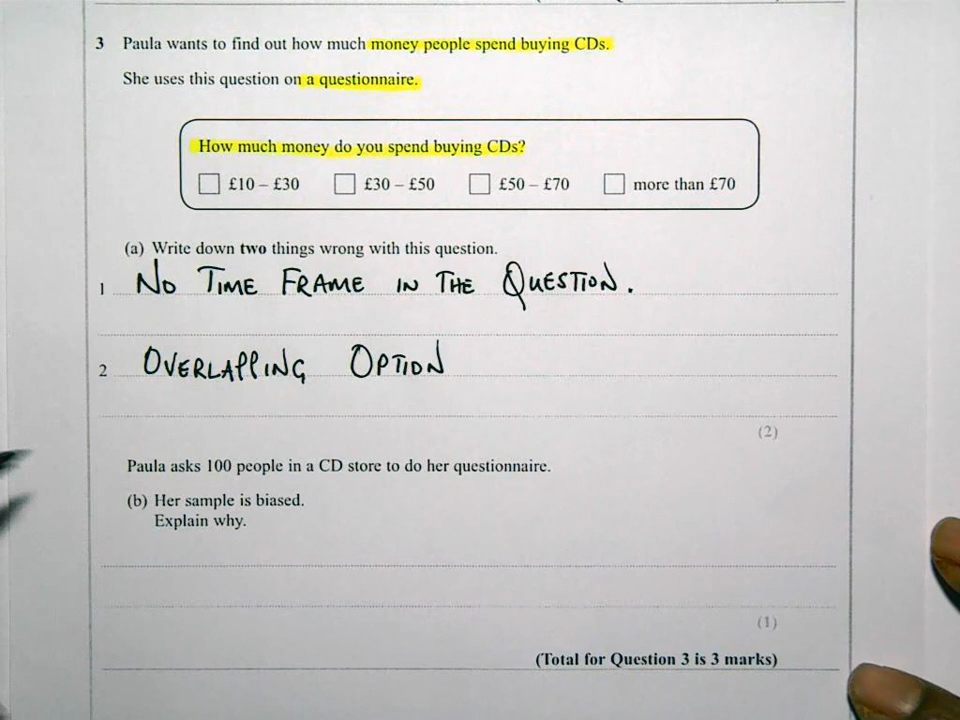 3 Paula wants to find out how much money people spend buying CDs.
She uses this question on a questionnaire.
How much money do you spend buying CDs?
£10 – £30 £30 – £50 £50 – £70 more than £70
(a) Write down two things wrong with this question.
1 NO TIME FRAME IN THE QUESTION.
2 OVERLAPPING OPTION
(2)
Paula asks 100 people in a CD store to do her questionnaire.
(b) Her sample is biased.
Explain why.
(1)
(Total for Question 3 is 3 marks)